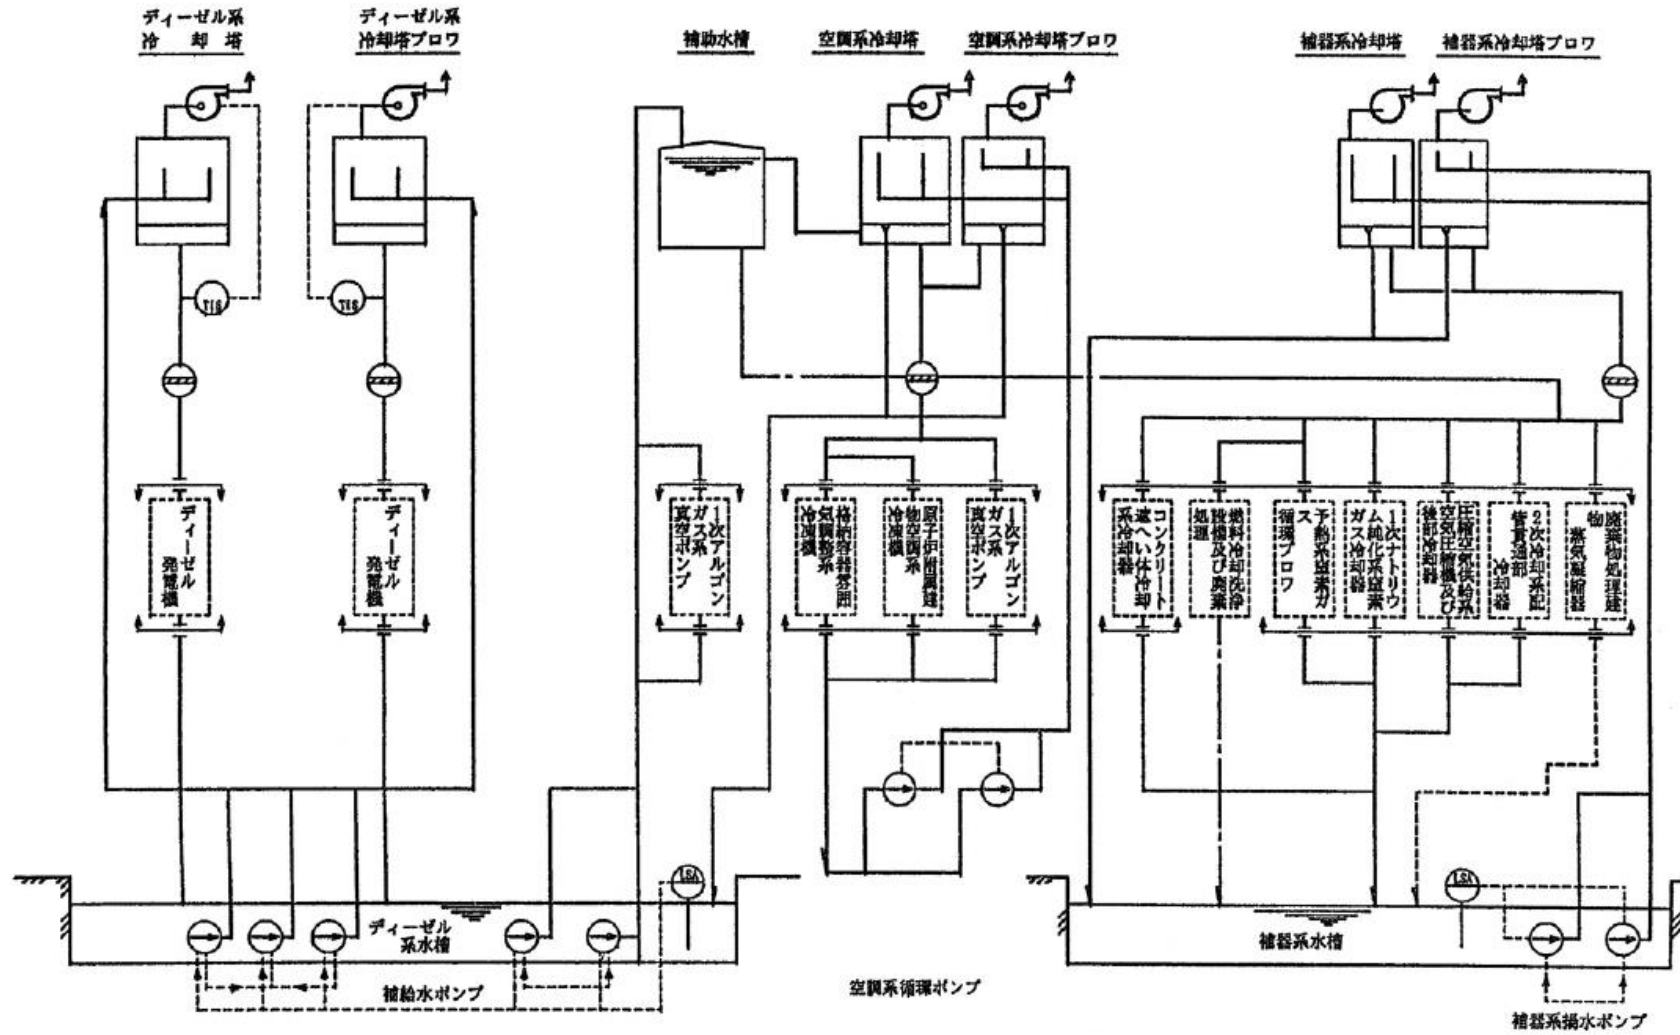 ディーゼル系
冷却塔
ディーゼル系
冷却塔ブロワ
補助水槽
空調系冷却塔
空調系冷却塔ブロワ
補器系冷却塔
補器系冷却塔ブロワ
ディーゼル
発電機
ディーゼル
発電機
1次アルゴン
ガス系
真空ポンプ
格納容器雰囲
気調整系
冷凍機
原子炉附属建
物空調系
冷凍機
1次アルゴン
ガス系
真空ポンプ
コンクリート
遮へい体冷却
系冷却器
燃料冷却洗浄
設備及び廃棄
処理
予熱系窒素ガ
ス
循環ブロワ
1次ナトリウ
ム純化系窒素
ガス冷却器
圧縮空気供給系
空気圧縮機及び
後部冷却器
2次冷却系配
管貫通部
冷却器
廃棄物処理建
物
蒸気凝縮器
LSA
LSA
ディーゼル
系水槽
補器系水槽
補給水ポンプ
空調系循環ポンプ
補器系揚水ポンプ